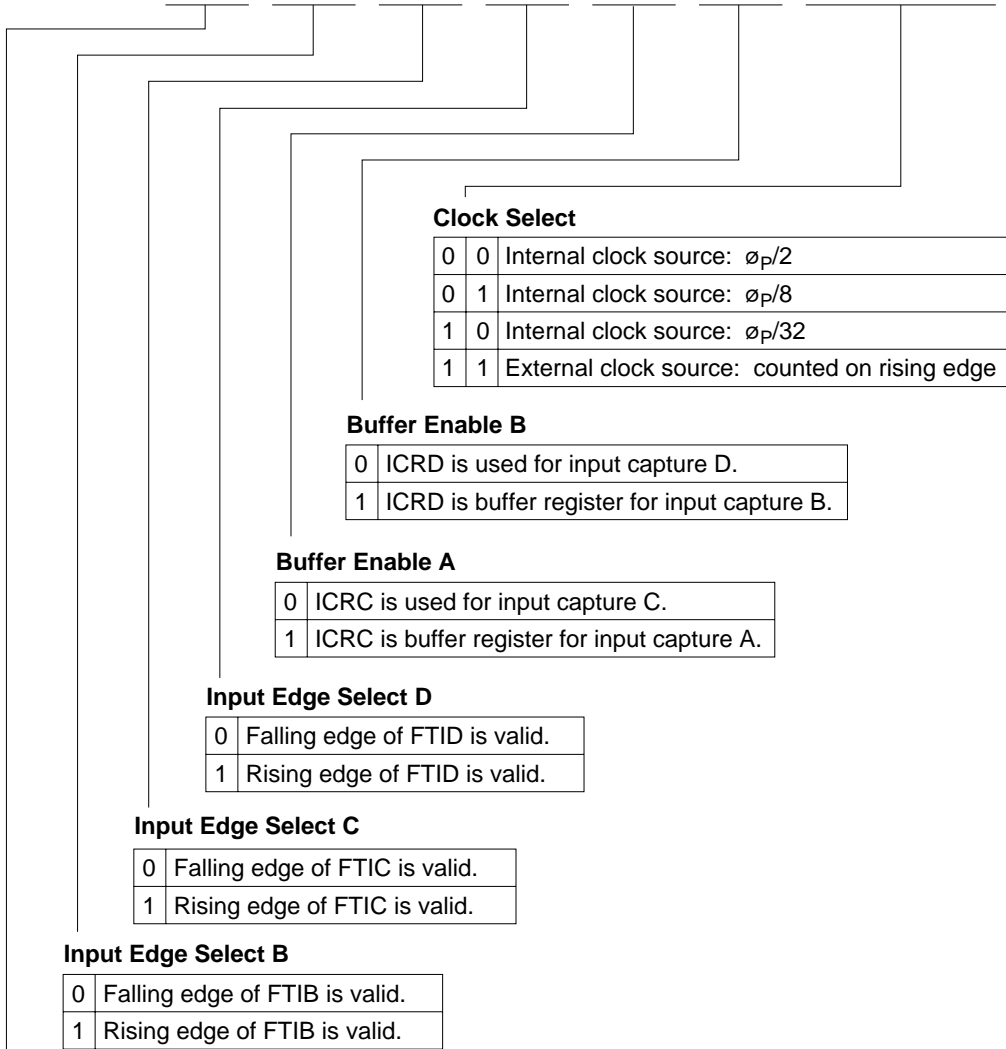 Clock Select
0 0 Internal clock source: øP/2
0 1 Internal clock source: øP/8
1 0 Internal clock source: øP/32
1 1 External clock source: counted on rising edge
Buffer Enable B
0 ICRD is used for input capture D.
1 ICRD is buffer register for input capture B.
Buffer Enable A
0 ICRC is used for input capture C.
1 ICRC is buffer register for input capture A.
Input Edge Select D
0 Falling edge of FTID is valid.
1 Rising edge of FTID is valid.
Input Edge Select C
0 Falling edge of FTIC is valid.
1 Rising edge of FTIC is valid.
Input Edge Select B
0 Falling edge of FTIB is valid.
1 Rising edge of FTIB is valid.